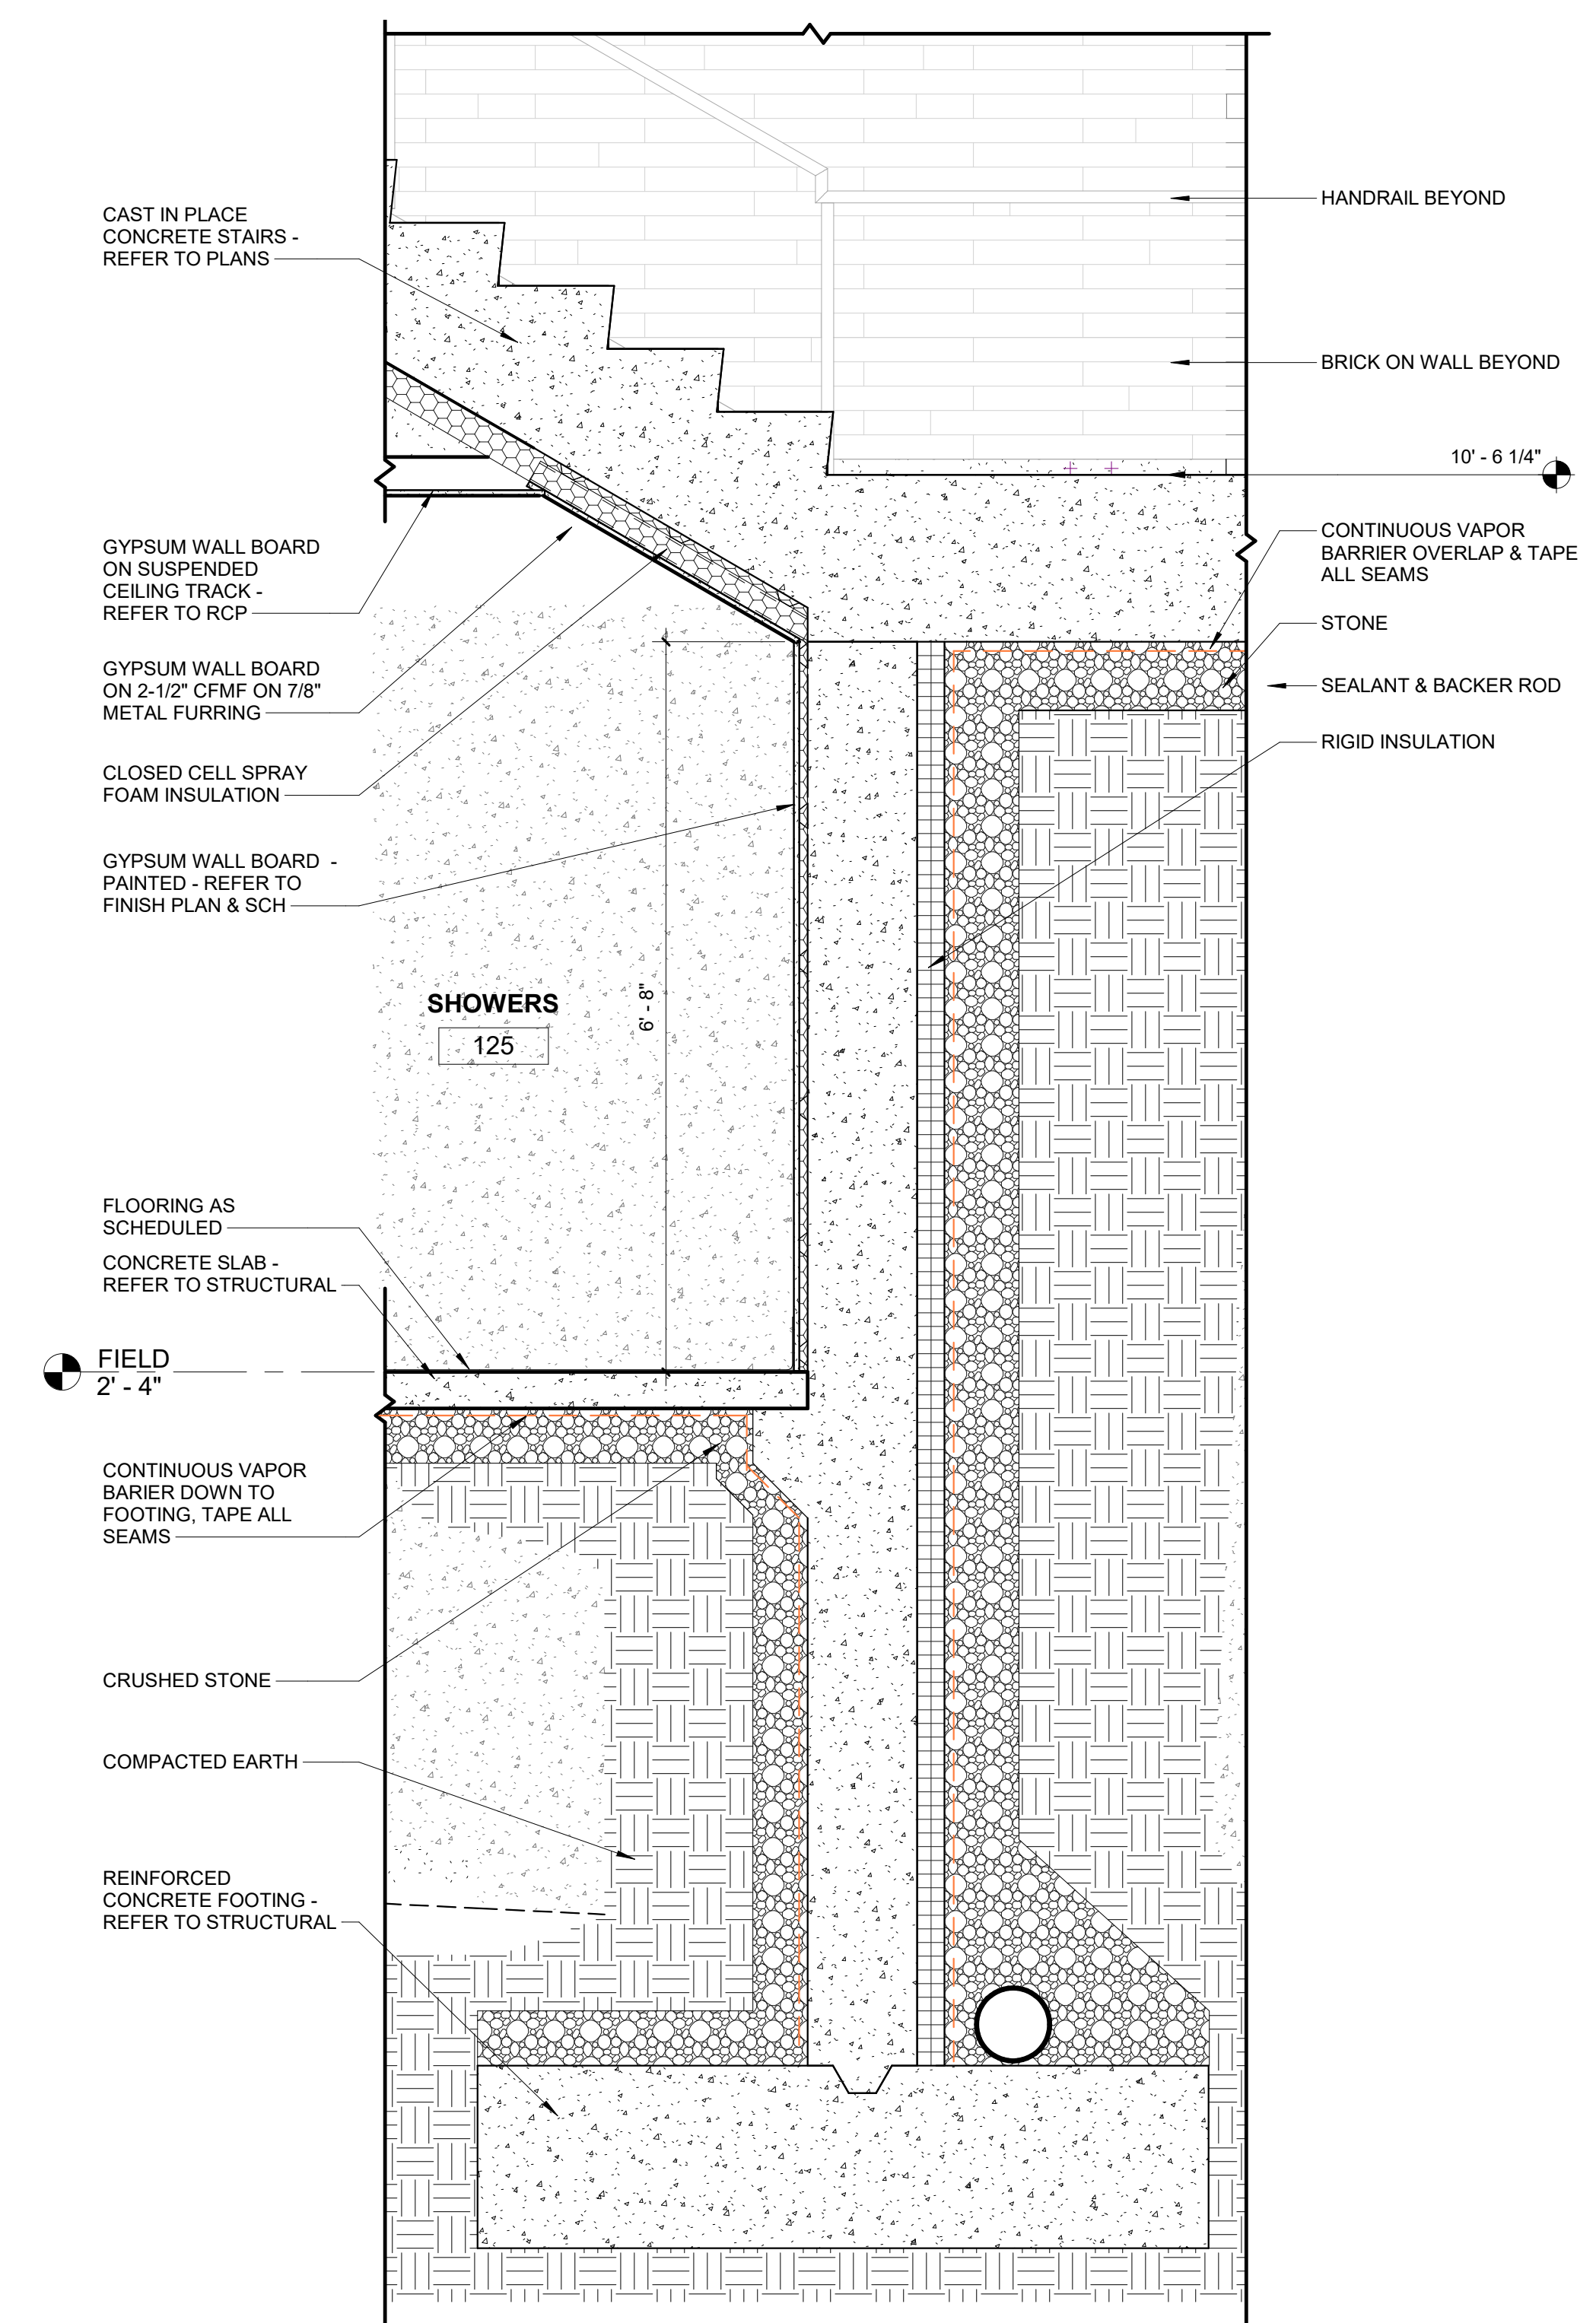 CAST IN PLACE
CONCRETE STAIRS -
REFER TO PLANS
HANDRAIL BEYOND
BRICK ON WALL BEYOND
10' - 6 1/4"
GYPSUM WALL BOARD
ON SUSPENDED
CEILING TRACK -
REFER TO RCP
CONTINUOUS VAPOR
BARRIER OVERLAP & TAPE
ALL SEAMS
STONE
GYPSUM WALL BOARD
ON 2-1/2" CFMF ON 7/8"
METAL FURRING
SEALANT & BACKER ROD
RIGID INSULATION
CLOSED CELL SPRAY
FOAM INSULATION
GYPSUM WALL BOARD -
PAINTED - REFER TO
FINISH PLAN & SCH
SHOWERS
125
6' - 8"
FLOORING AS
SCHEDULED
CONCRETE SLAB -
REFER TO STRUCTURAL
FIELD
2' - 4"
CONTINUOUS VAPOR
BARIER DOWN TO
FOOTING, TAPE ALL
SEAMS
CRUSHED STONE
COMPACTED EARTH
REINFORCED
CONCRETE FOOTING -
REFER TO STRUCTURAL